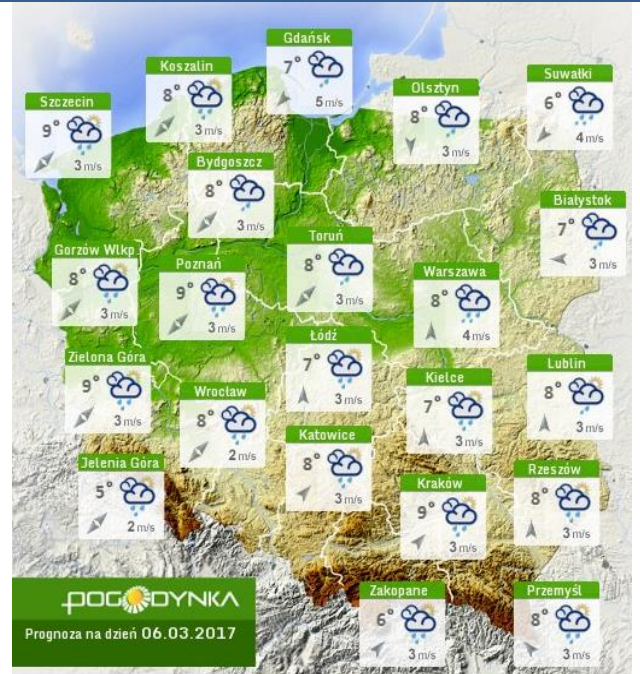 Gdańsk
7°
5 m/s
Koszalin
8°
3 m/s
Olsztyn
8°
3 m/s
Suwałki
6°
4 m/s
Szczecin
9°
3 m/s
Bydgoszcz
8°
3 m/s
Białystok
7°
3 m/s
Toruń
8°
3 m/s
Gorzów Wlkp
8°
3 m/s
Poznań
9°
3 m/s
Warszawa
8°
4 m/s
Łódź
7°
3 m/s
Zielona Góra
9°
3 m/s
Wrocław
8°
2 m/s
Kielce
7°
3 m/s
Lublin
8°
3 m/s
Katowice
8°
3 m/s
Jelenia Góra
5°
2 m/s
Kraków
9°
3 m/s
Rzeszów
8°
3 m/s
Zakopane
6°
3 m/s
Przemyśl
8°
3 m/s
POGODYNKA
Prognoza na dzień 06.03.2017